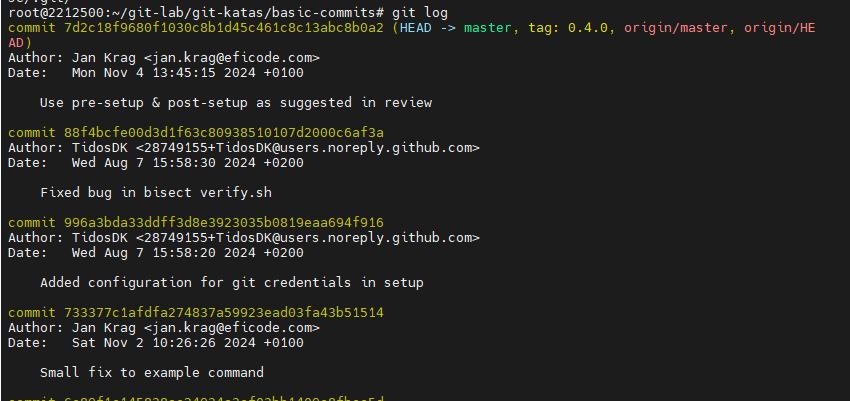 root@2212500:~/git-lab/git-katas/basic-commits# git log
commit 7d2c18f9680f1030c8b1d45c461c8c13abc8b0a2 (HEAD -> master, tag: 0.4.0, origin/master, origin/HE
AD)
Author: Jan Krag <jan.krag@eficode.com>
Date:   Mon Nov 4 13:45:15 2024 +0100
    Use pre-setup & post-setup as suggested in review
commit 88f4bcfe00d3d1f63c80938510107d2000c6af3a
Author: TidosDK <28749155+TidosDK@users.noreply.github.com>
Date:   Wed Aug 7 15:58:30 2024 +0200
    Fixed bug in bisect verify.sh
commit 996a3bda33ddff3d8e3923035b0819eaa694f916
Author: TidosDK <28749155+TidosDK@users.noreply.github.com>
Date:   Wed Aug 7 15:58:20 2024 +0200
    Added configuration for git credentials in setup
commit 733377c1afdfa274837a59923ead03fa43b51514
Author: Jan Krag <jan.krag@eficode.com>
Date:   Sat Nov 2 10:26:26 2024 +0100
    Small fix to example command
commit